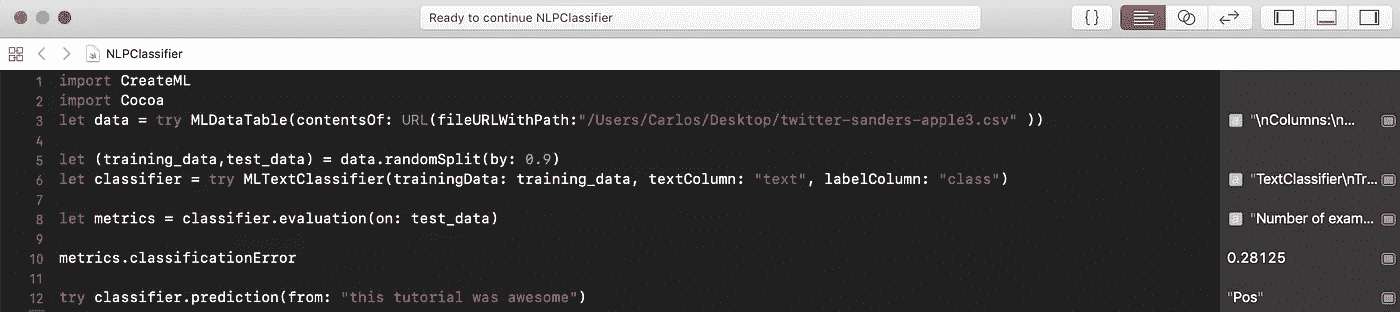 Ready to continue NLPClassifier
{}
NLPClassifier
1 import CreateML
2 import Cocoa
3 let data = try MLDataTable(contentsOf: URL(fileURLWithPath:"/Users/Carlos/Desktop/twitter-sanders-apple3.csv" )) "\nColumns:\n...
4
5 let (training_data,test_data) = data.randomSplit(by: 0.9)
6 let classifier = try MLTextClassifier(trainingData: training_data, textColumn: "text", labelColumn: "class") "TextClassifier\nTr...
7
8 let metrics = classifier.evaluation(on: test_data) "Number of exam...
9
10 metrics.classificationError 0.28125
11
12 try classifier.prediction(from: "this tutorial was awesome") "Pos"